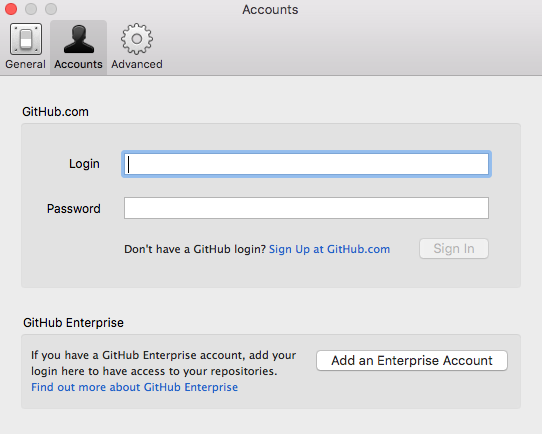 Accounts
General Accounts Advanced
GitHub.com
Login
Password
Don't have a GitHub login? Sign Up at GitHub.com Sign In
GitHub Enterprise
If you have a GitHub Enterprise account, add your
login here to have access to your repositories.
Find out more about GitHub Enterprise
Add an Enterprise Account